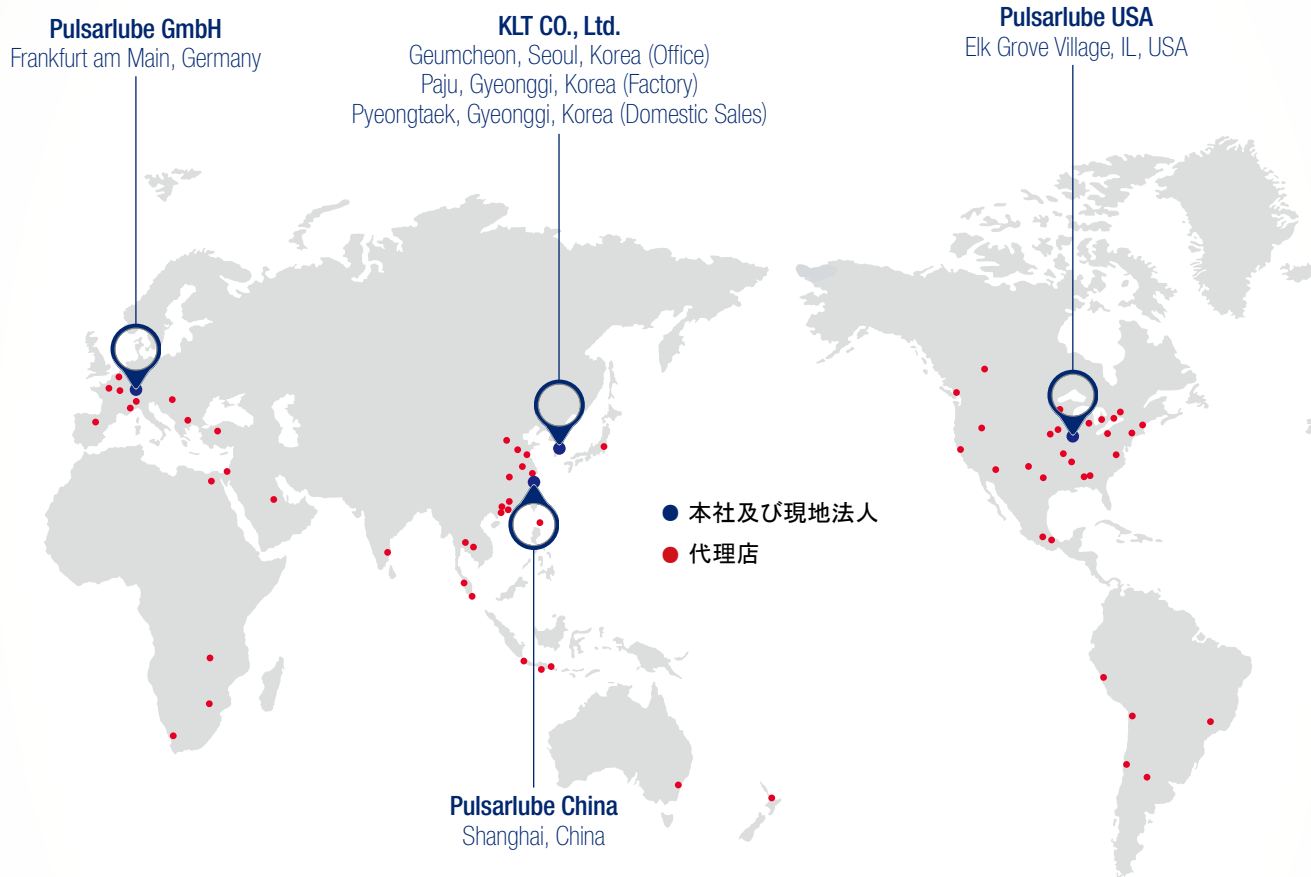 Pulsarlube GmbH
Frankfurt am Main, Germany
KLT CO., Ltd.
Geumcheon, Seoul, Korea (Office)
Paju, Gyeonggi, Korea (Factory)
Pyeongtaek, Gyeonggi, Korea (Domestic Sales)
Pulsarlube USA
Elk Grove Village, IL, USA
本社及び現地法人
代理店
Pulsarlube China
Shanghai, China